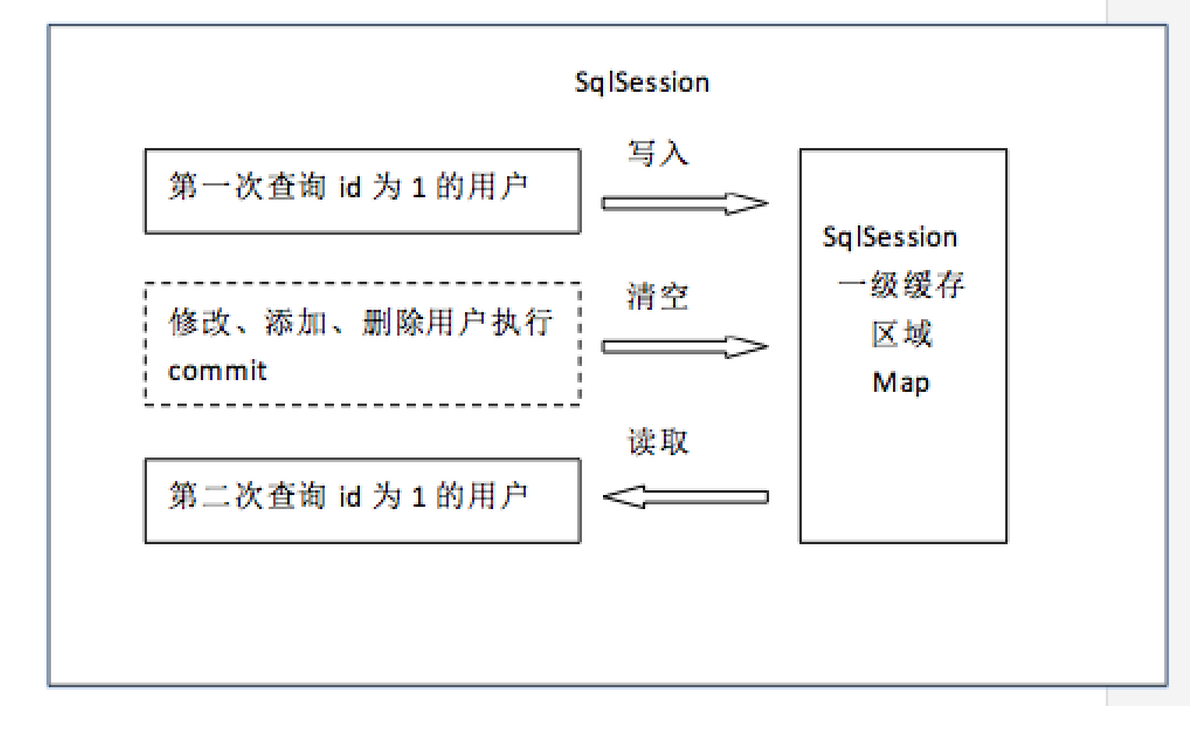 SqlSession
第一次查询 id 为 1 的用户
写入
修改、添加、删除用户执行
commit
清空
第二次查询 id 为 1 的用户
读取
SqlSession
一级缓存
区域
Map